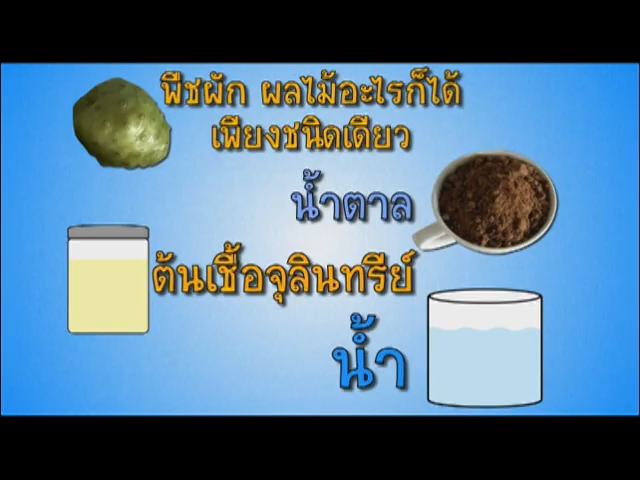 พืชผัก ผลไม้อะไรก็ได้
เพียงชนิดเดียว
น้ำตาล
ต้นเชื้อจุลินทรีย์
น้ำ